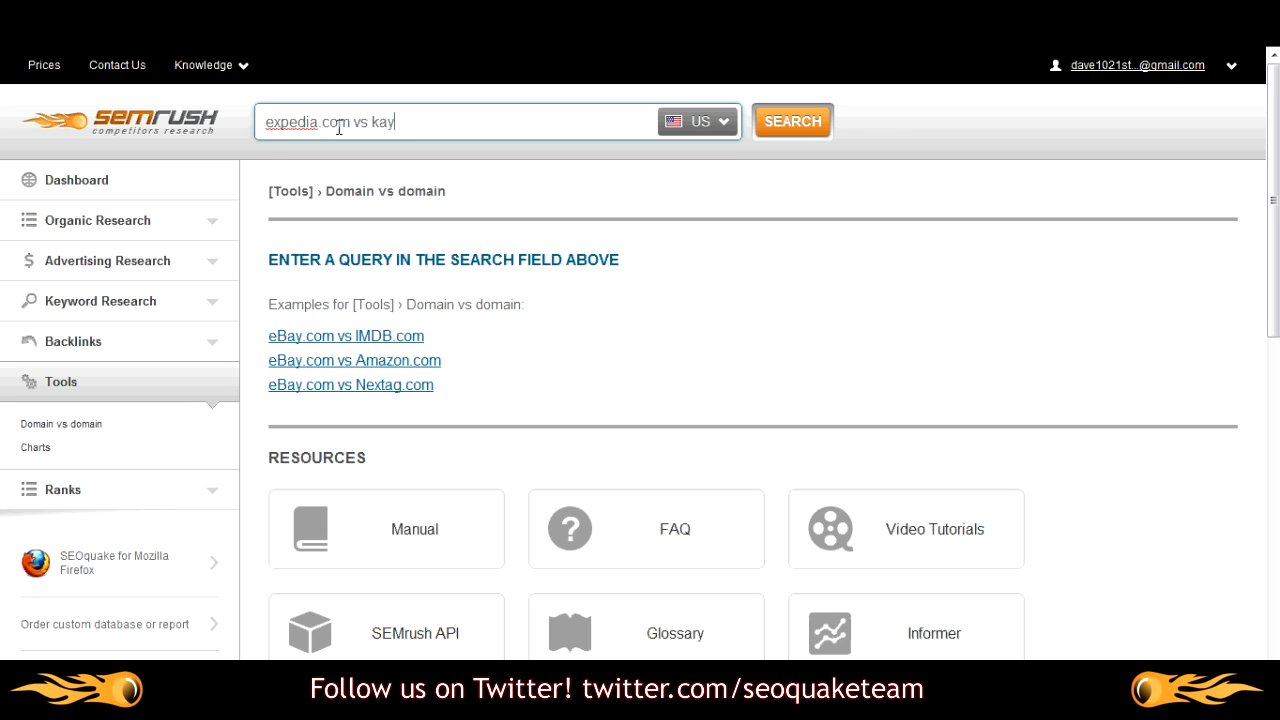 Prices
Contact Us
Knowledge
dave1021st...@gmail.com
semrush
competitors research
expedia.com vs kay
US
SEARCH
Dashboard
Organic Research
Advertising Research
Keyword Research
Backlinks
Tools
Domain vs domain
Charts
Ranks
SEOquake for Mozilla
Firefox
Order custom database or report
[Tools] › Domain vs domain
ENTER A QUERY IN THE SEARCH FIELD ABOVE
Examples for [Tools] › Domain vs domain:
eBay.com vs IMDB.com
eBay.com vs Amazon.com
eBay.com vs Nextag.com
RESOURCES
Manual
FAQ
Video Tutorials
SEMrush API
Glossary
Informer
Follow us on Twitter! twitter.com/seoquaketeam